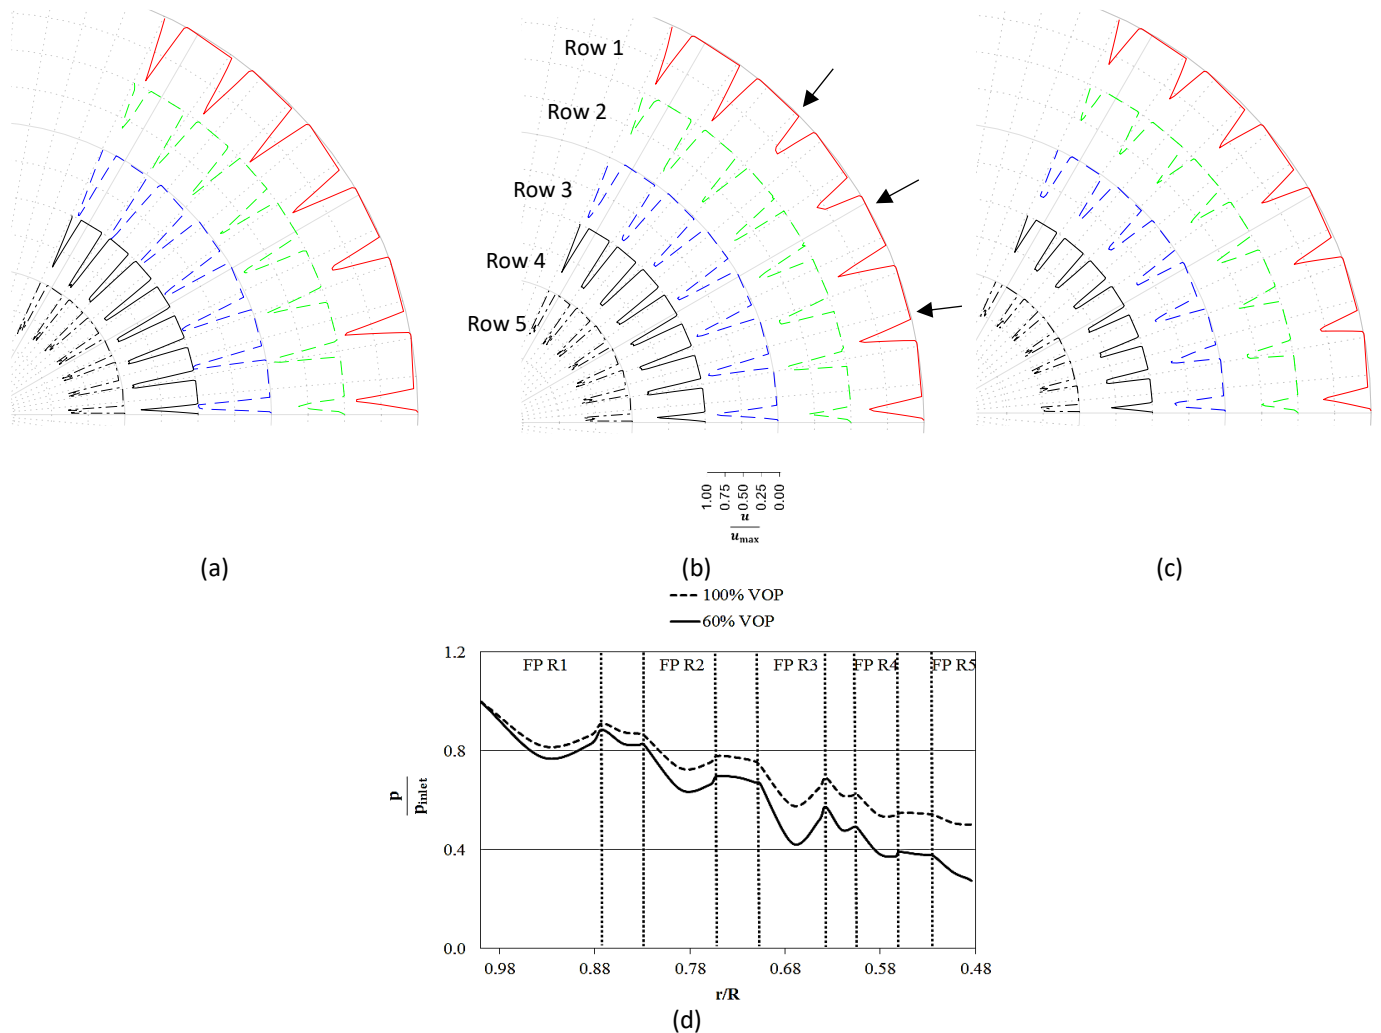 Row 1
Row 2
Row 3
Row 4
Row 5
1.00
0.75
0.50
0.25
0.00
u
u max
(a)
(b)
(c)
100% VOP
60% VOP
1.2
FP R1
FP R2
FP R3
FP R4
FP R5
0.8
p
p inlet
0.4
0.0
0.98
0.88
0.78
0.68
0.58
0.48
r/R
(d)